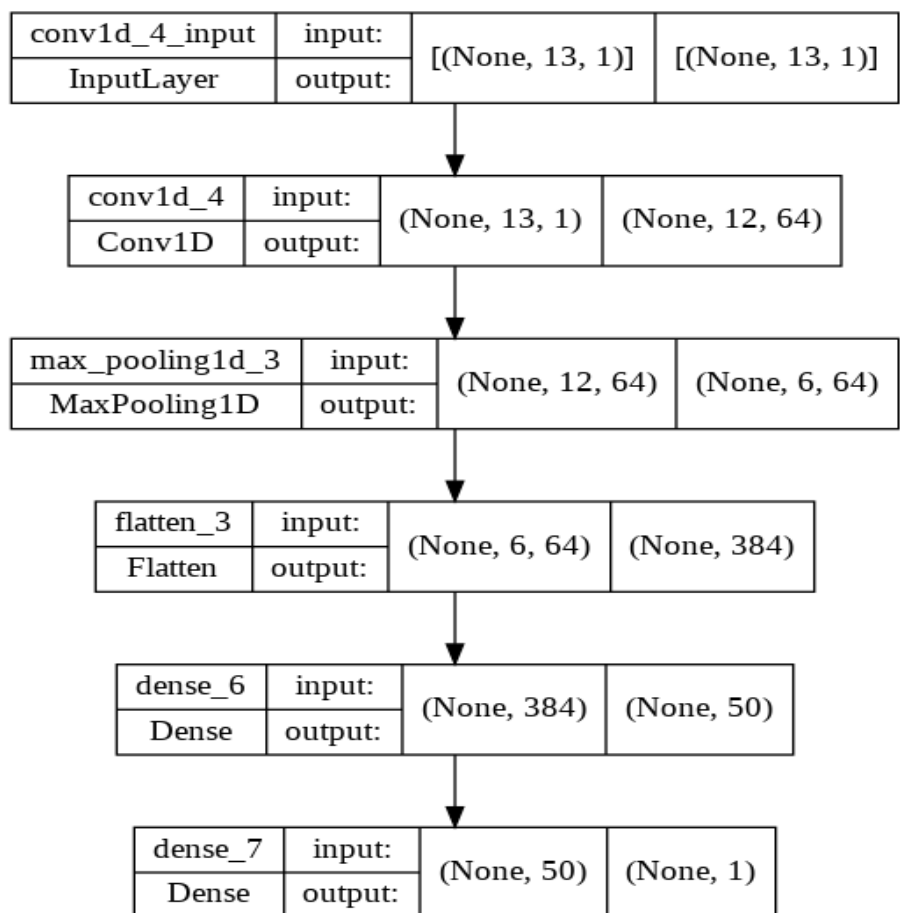 conv1d_4_input input: [(None, 13, 1)] [(None, 13, 1)]
InputLayer output:
conv1d_4 input: (None, 13, 1) (None, 12, 64)
Conv1D output:
max_pooling1d_3 input: (None, 12, 64) (None, 6, 64)
MaxPooling1D output:
flatten_3 input: (None, 6, 64) (None, 384)
Flatten output:
dense_6 input: (None, 384) (None, 50)
Dense output:
dense_7 input: (None, 50) (None, 1)
Dense output: